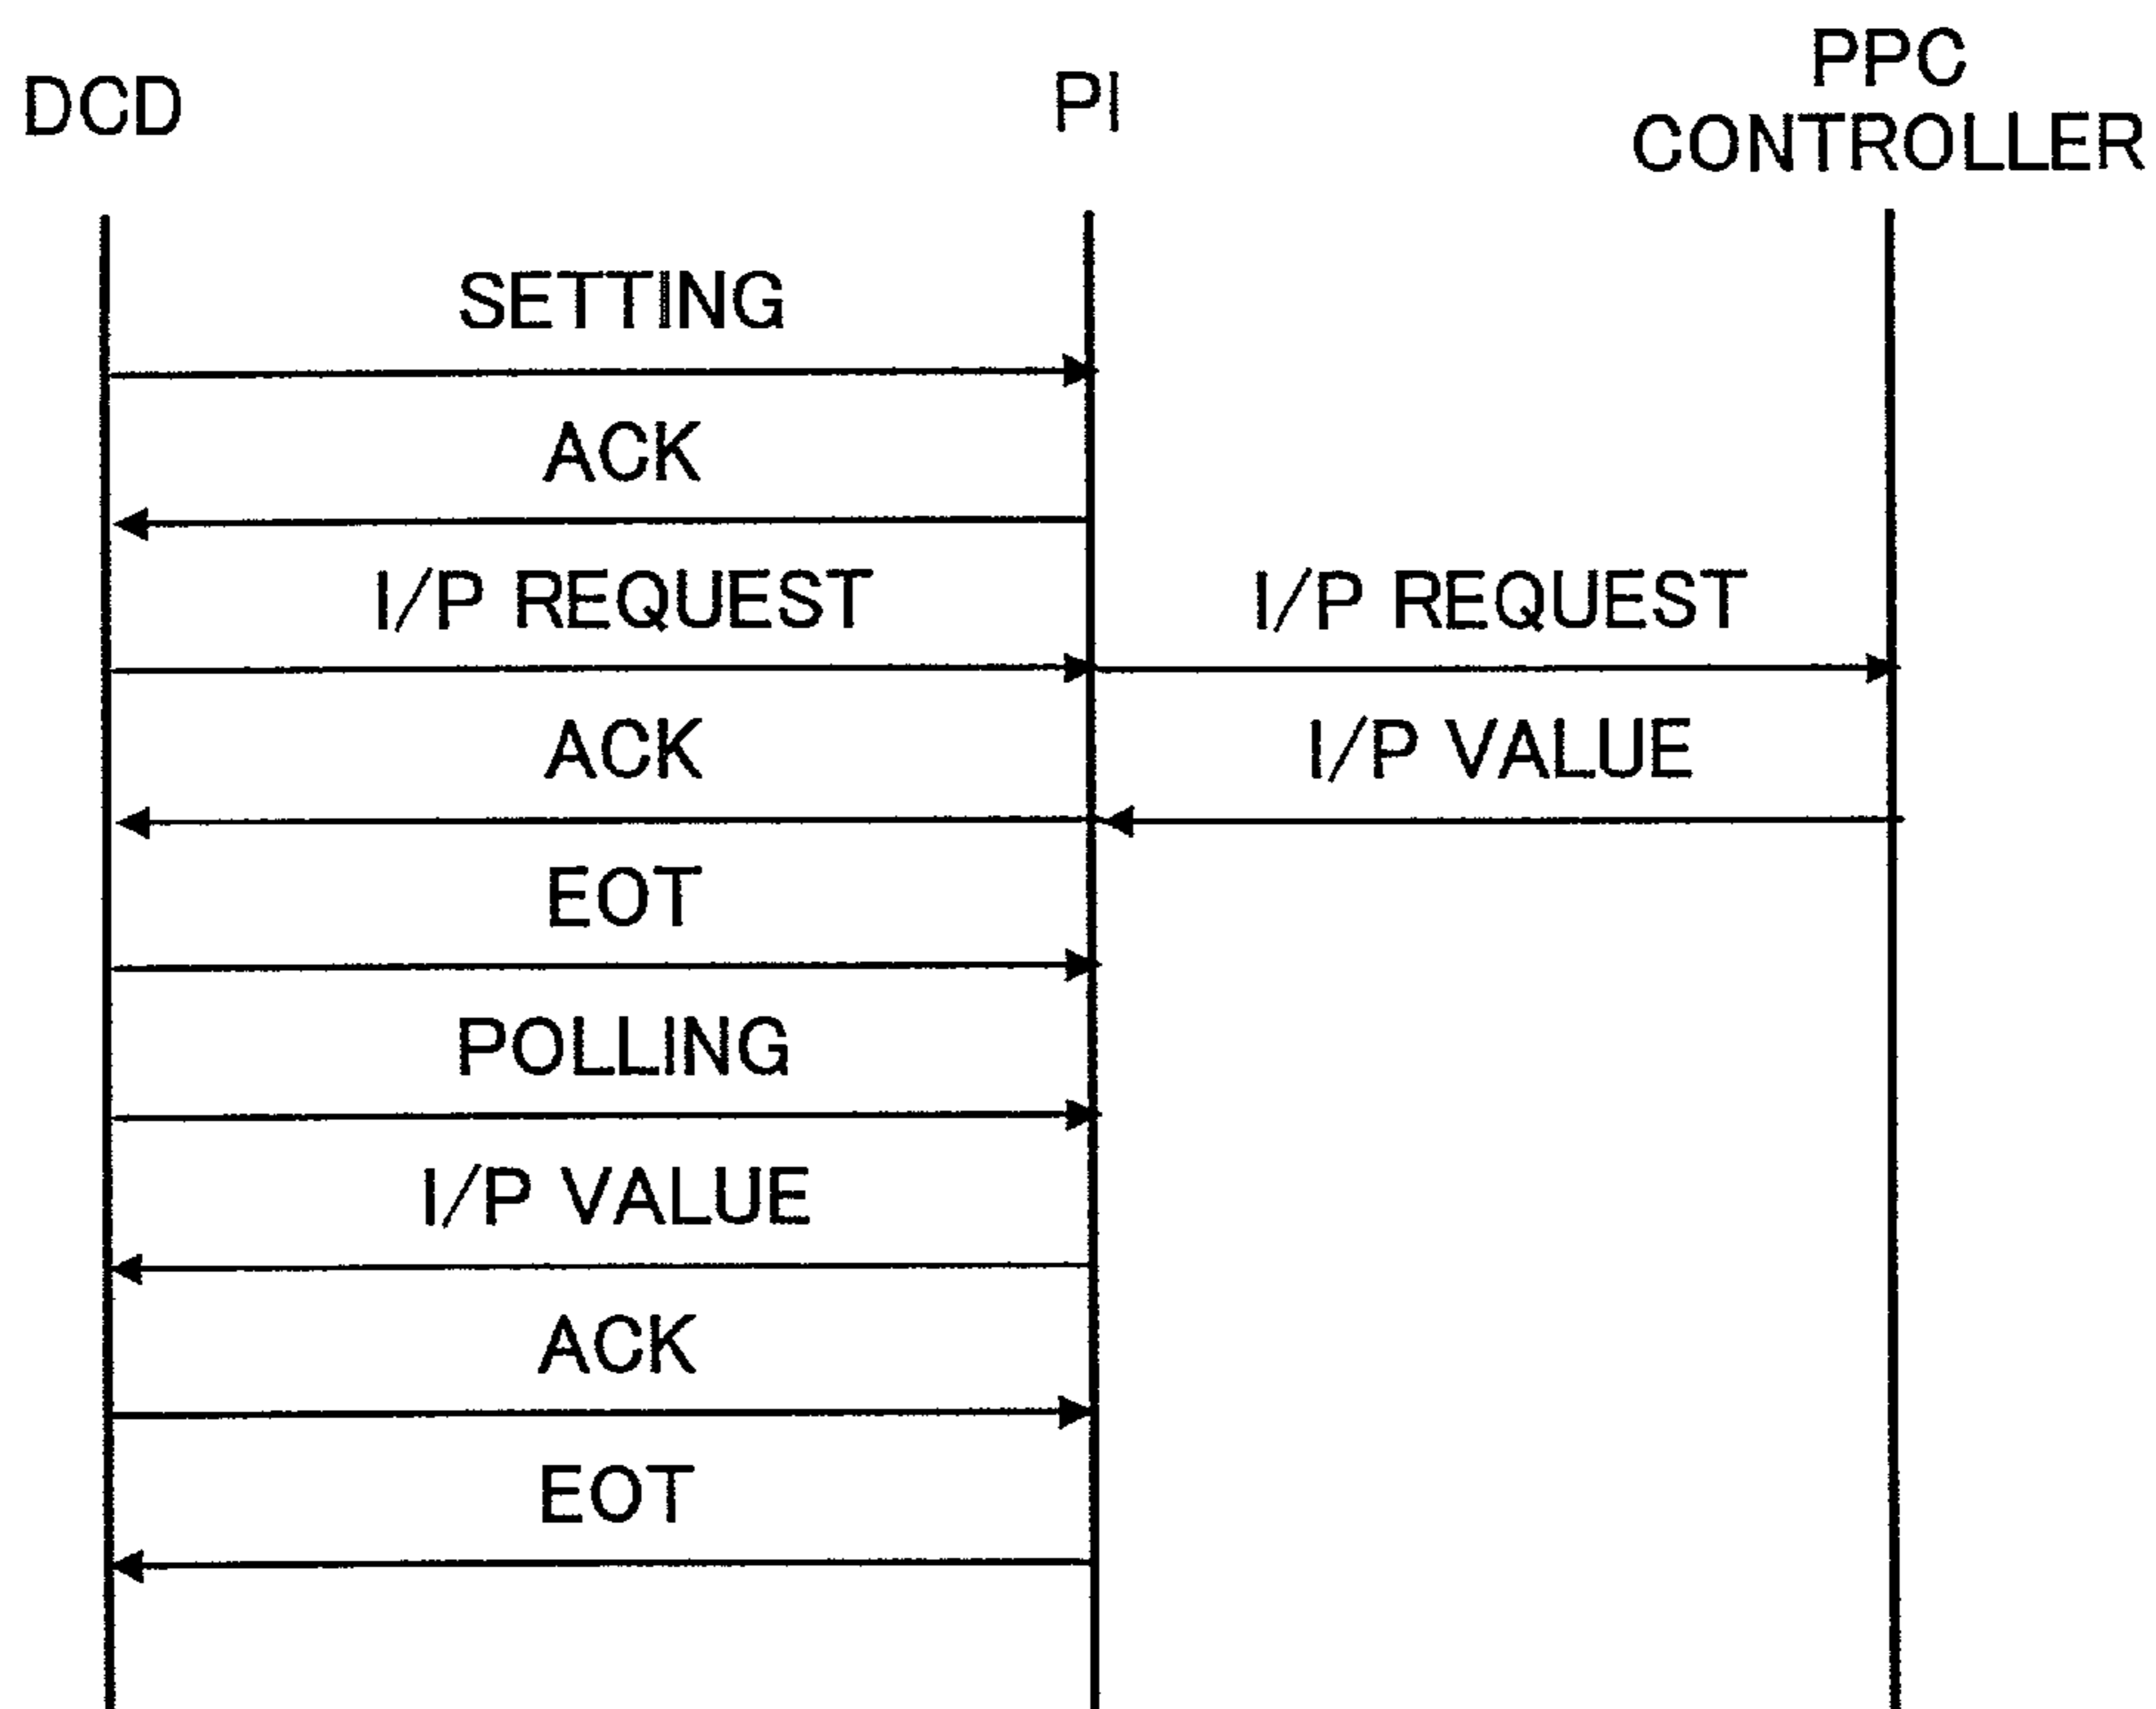 DCD
PI
PPC
CONTROLLER
SETTING
ACK
I/P REQUEST
I/P REQUEST
ACK
I/P VALUE
EOT
POLLING
I/P VALUE
ACK
EOT